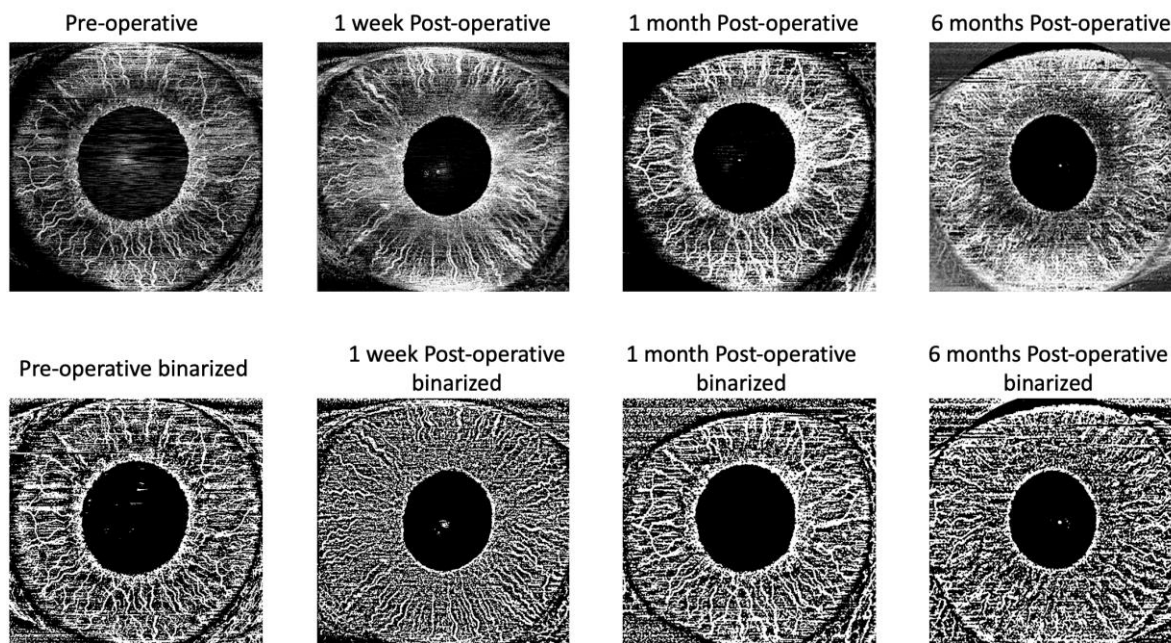 Pre-operative
1 week Post-operative
1 month Post-operative
6 months Post-operative
Pre-operative binarized
1 week Post-operative
binarized
1 month Post-operative
binarized
6 months Post-operative
binarized